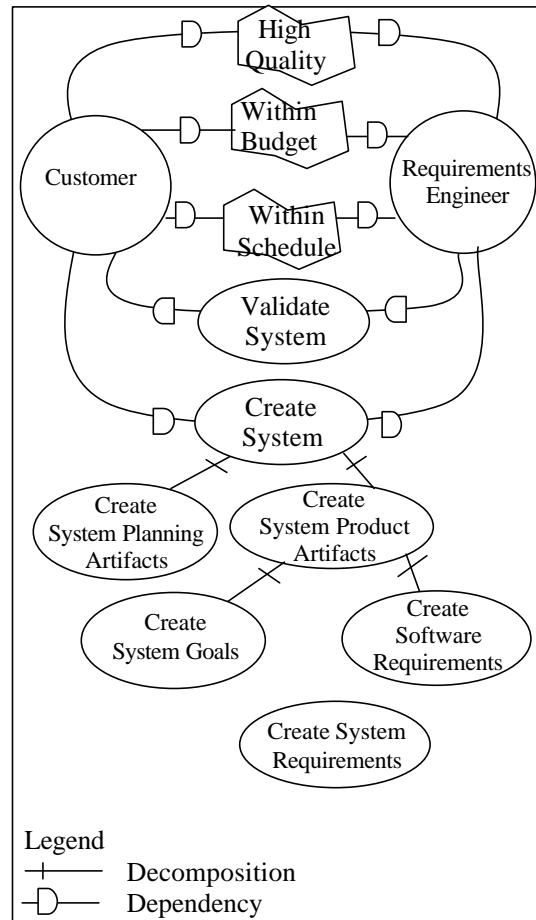 High
Quality
Within
Budget
Customer
Requirements
Engineer
Within
Schedule
Validate
System
Create
System
Create
System Planning
Artifacts
Create
System Product
Artifacts
Create
System Goals
Create
Software
Requirements
Create System
Requirements
Legend
Decomposition
Dependency